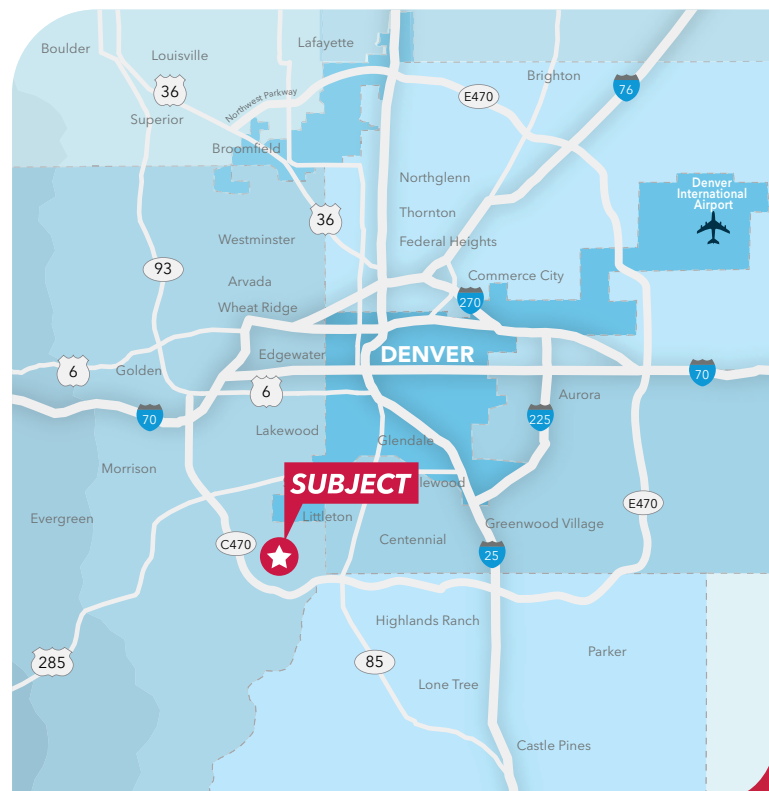 Boulder
Louisville
Lafayette
36
Northwest Parkway
E470
Brighton
76
Superior
Broomfield
Northglenn
Thornton
Federal Heights
Denver
International
Airport
36
Westminster
93
Arvada
Commerce City
270
Wheat Ridge
Edgewater
DENVER
6
Golden
6
70
Aurora
70
225
Lakewood
Glendale
Morrison
SUBJECT
lewood
E470
Evergreen
Littleton
Greenwood Village
C470
Centennial
25
Highlands Ranch
Parker
285
85
Lone Tree
Castle Pines